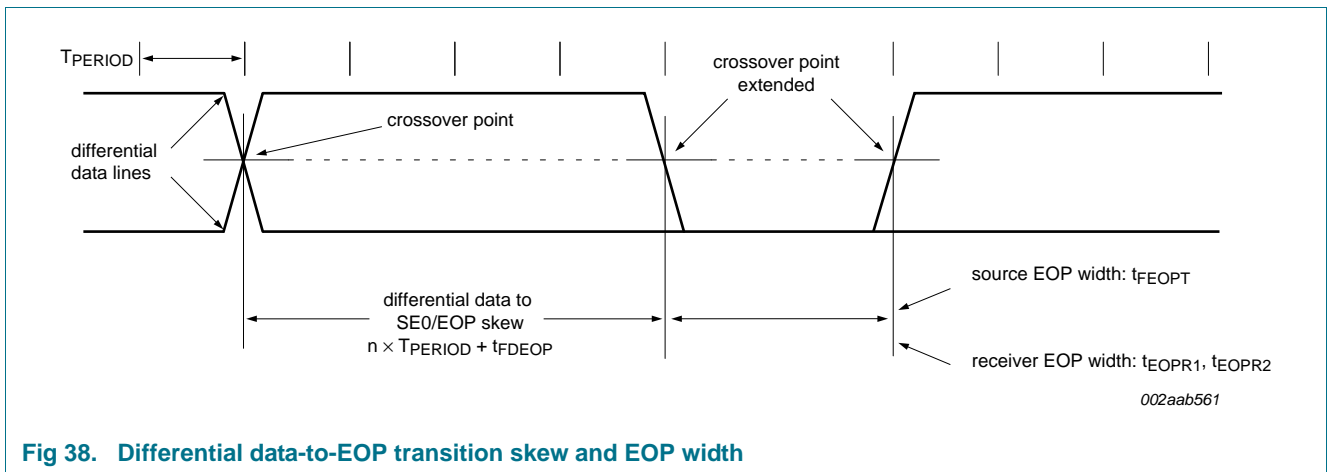 TPERIOD
crossover point
extended
crossover point
differential
data lines
differential data to
SE0/EOP skew
n × TPERIOD + tFDEOP
source EOP width: tFEOPT
receiver EOP width: tEOPR1, tEOPR2
002aab561
Fig 38. Differential data-to-EOP transition skew and EOP width